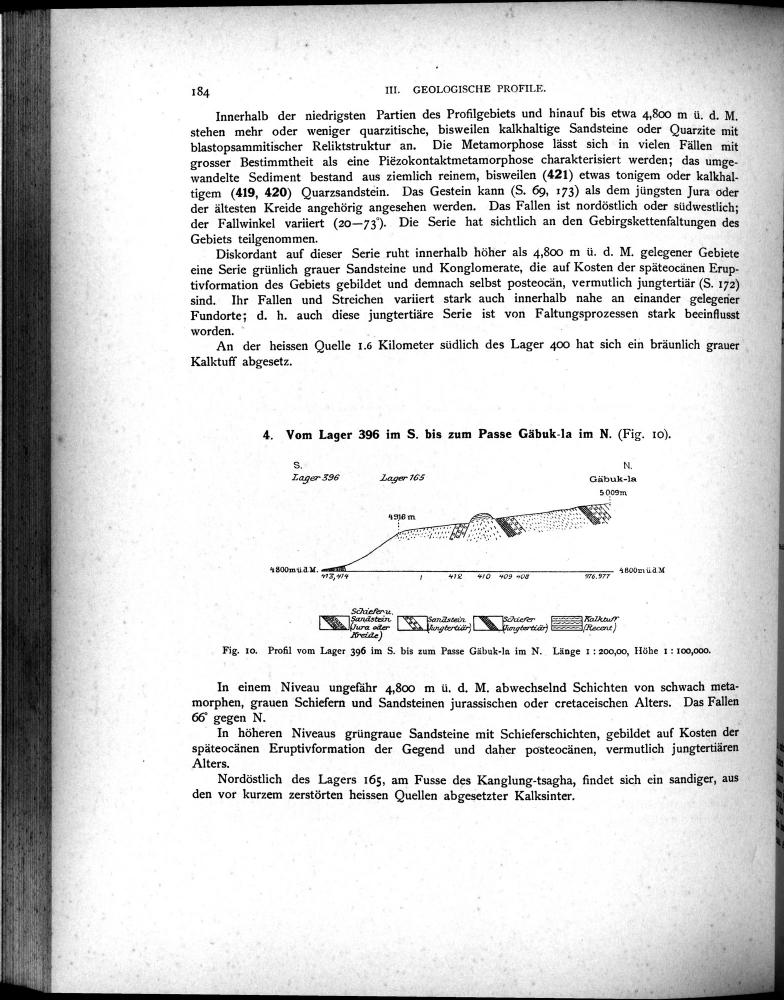 184
III. GEOLOGISCHE PROFILE.
Innerhalb der niedrigsten Partien des Profilgebiets und hinauf bis etwa 4,800 m ü. d. M.
stehen mehr oder weniger quarzitische, bisweilen kalkhaltige Sandsteine oder Quarzite mit
blastopsammitischer Reliktstruktur an. Die Metamorphose lässt sich in vielen Fällen mit
grosser Bestimmtheit als eine Piëzokontaktmetamorphose charakterisiert werden; das umge-
wandelte Sediment bestand aus ziemlich reinem, bisweilen (421) etwas tonigem oder kalkhal-
tigem (419, 420) Quarzsandstein. Das Gestein kann (S. 69, 173) als dem jüngsten Jura oder
der ältesten Kreide angehörig angesehen werden. Das Fallen ist nordöstlich oder südwestlich;
der Fallwinkel variiert (20—73°). Die Serie hat sichtlich an den Gebirgskettenfaltungen des
Gebiets teilgenommen.
Diskordant auf dieser Serie ruht innerhalb höher als 4,800 m ü. d. M. gelegener Gebiete
eine Serie grünlich grauer Sandsteine und Konglomerate, die auf Kosten der späteocänen Erup-
tivformation des Gebiets gebildet und demnach selbst posteocän, vermutlich jungtertiär (S. 172)
sind. Ihr Fallen und Streichen variiert stark auch innerhalb nahe an einander gelegener
Fundorte; d. h. auch diese jungtertiäre Serie ist von Faltungsprozessen stark beeinflusst
worden.
An der heissen Quelle 1.6 Kilometer südlich des Lager 400 hat sich ein bräunlich grauer
Kalktuff abgesetz.
4. Vom Lager 396 im S. bis zum Passe Gäbuk-la im N. (Fig. 10).
S.
N.
Lager 396
Lager 165
Gäbuk-la
5009m
4916 m
4800m ü.d.M.
4800m ü.d.M
413,414
1
412
410
409
408
976,977
Schiefer u.
Sandstein
(Jura oder
Kreide)
Sandstein
(Jungtertiär)
Schiefer
(Jungtertiär)
Kalktuff
(Recent)
Fig. 10. Profil vom Lager 396 im S. bis zum Passe Gäbuk-la im N. Länge 1 : 200,00, Höhe 1 : 100,000.
In einem Niveau ungefähr 4,800 m ü. d. M. abwechselnd Schichten von schwach meta-
morphen, grauen Schiefern und Sandsteinen jurassischen oder cretaceischen Alters. Das Fallen
66° gegen N.
In höheren Niveaus grüngraue Sandsteine mit Schieferschichten, gebildet auf Kosten der
späteocänen Eruptivformation der Gegend und daher posteocänen, vermutlich jungtertiären
Alters.
Nordöstlich des Lagers 165, am Fusse des Kanglung-tsagha, findet sich ein sandiger, aus
den vor kurzem zerstörten heissen Quellen abgesetzter Kalksinter.